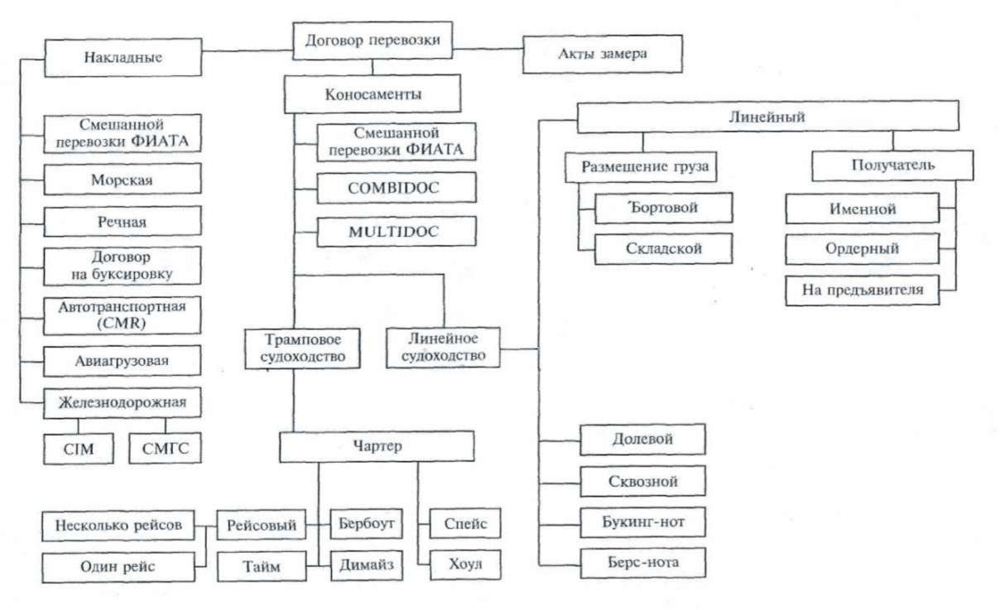 Договор перевозки
Накладные
Акты замера
Коносаменты
Смешанной
перевозки ФИАТА
Морская
Речная
Договор
на буксировку
Автотранспортная
(CMR)
Авиагрузовая
Железнодорожная
CIM
СМГС
Смешанной
перевозки ФИАТА
COMBIDOC
MULTIDOC
Трамповое
судоходство
Линейное
судоходство
Чартер
Несколько рейсов
Рейсовый
Бербоут
Спейс
Один рейс
Тайм
Димайз
Хоул
Линейный
Размещение груза
Получатель
Бортовой
Складской
Именной
Ордерный
На предъявителя
Долевой
Сквозной
Букинг-нот
Берс-нота